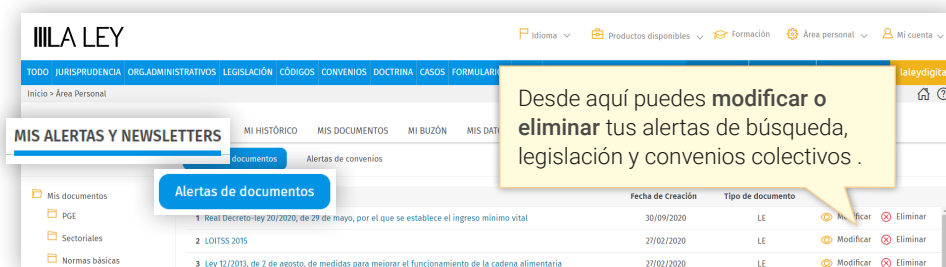 LA LEY
Idioma
Productos disponibles
Formación
Área personal
Mi cuenta
TODO JURISPRUDENCIA ORG.ADMINISTRATIVOS LEGISLACIÓN CÓDIGOS CONVENIOS DOCTRINA CASOS
laleydigita
Inicio > Área Personal
Desde aquí puedes modificar o
eliminar tus alertas de búsqueda,
legislación y convenios colectivos .
MIS ALERTAS Y NEWSLETTERS
MI HISTÓRICO MIS DOCUMENTOS MI BUZÓN MIS
documentos
Alertas de convenios
Alertas de documentos
Mis documentos
Fecha de Creación Tipo de documento
PGE
1 Real Decreto-ley 20/2020, de 29 de mayo, por el que se establece el ingreso mínimo vital 30/09/2020 LE Modificar Eliminar
Sectoriales
2 LOITSS 2015 27/02/2020 LE Modificar Eliminar
Normas básicas
3 Ley 12/2013, de 2 de agosto, de medidas para mejorar el funcionamiento de la cadena alimentaria 27/02/2020 LE Modificar Eliminar